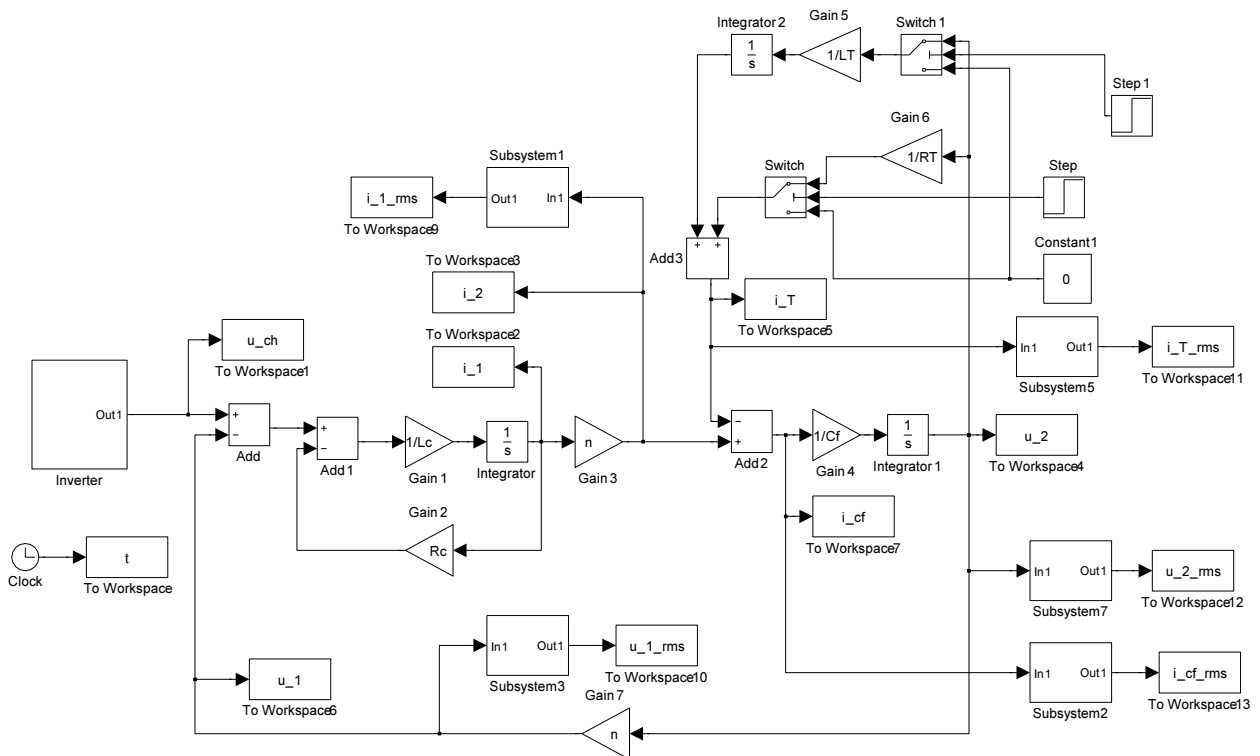 Gain 5
Integrator 2
Switch 1
1
s
1/LT
Step 1
Gain 6
1/RT
Subsystem1
Switch
Step
i_1_rms
Out1
In1
To Workspace9
Constant1
To Workspace3
Add3
+ +
0
i_2
i_T
To Workspace5
To Workspace2
u_ch
To Workspace1
i_1
In1
Out1
i_T_rms
Subsystem5
To Workspace11
Out1
+
−
Add
+
−
Add1
1/Lc
Gain 1
1
s
Integrator
n
Gain 3
−
+
Add2
1/Cf
Gain 4
1
s
Integrator 1
u_2
To Workspace4
Inverter
Gain 2
Rc
i_cf
To Workspace7
Clock
t
To Workspace
In1
Out1
u_2_rms
Subsystem7
To Workspace12
In1
Out1
u_1_rms
Subsystem3
To Workspace10
u_1
To Workspace6
In1
Out1
i_cf_rms
Subsystem2
To Workspace13
Gain 7
n